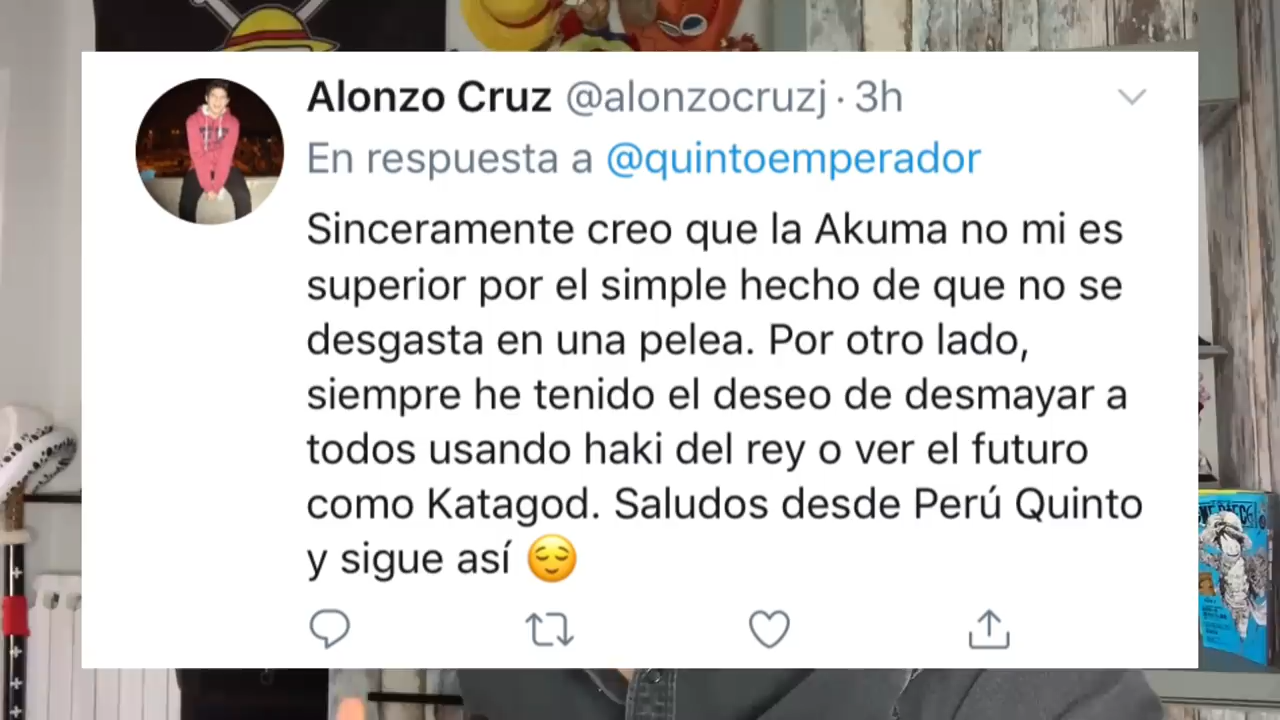 Alonzo Cruz @alonzocruzj · 3h
En respuesta a @quintoemperador
Sinceramente creo que la Akuma no mi es
superior por el simple hecho de que no se
desgasta en una pelea. Por otro lado,
siempre he tenido el deseo de desmayar a
todos usando haki del rey o ver el futuro
como Katagod. Saludos desde Perú Quinto
y sigue así 😌